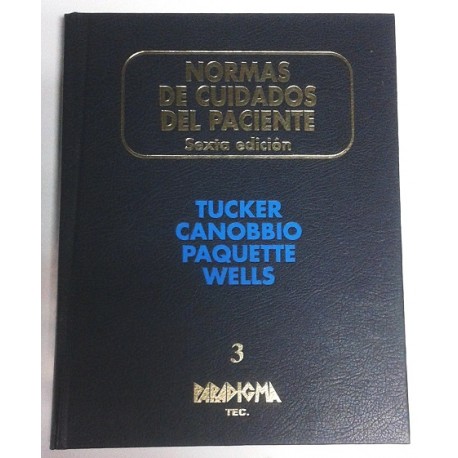 NORMAS
DE CUIDADOS
DEL PACIENTE
Sexta edición
TUCKER
CANOBBIO
PAQUETTE
WELLS
3
PARADIGMA
TEC.